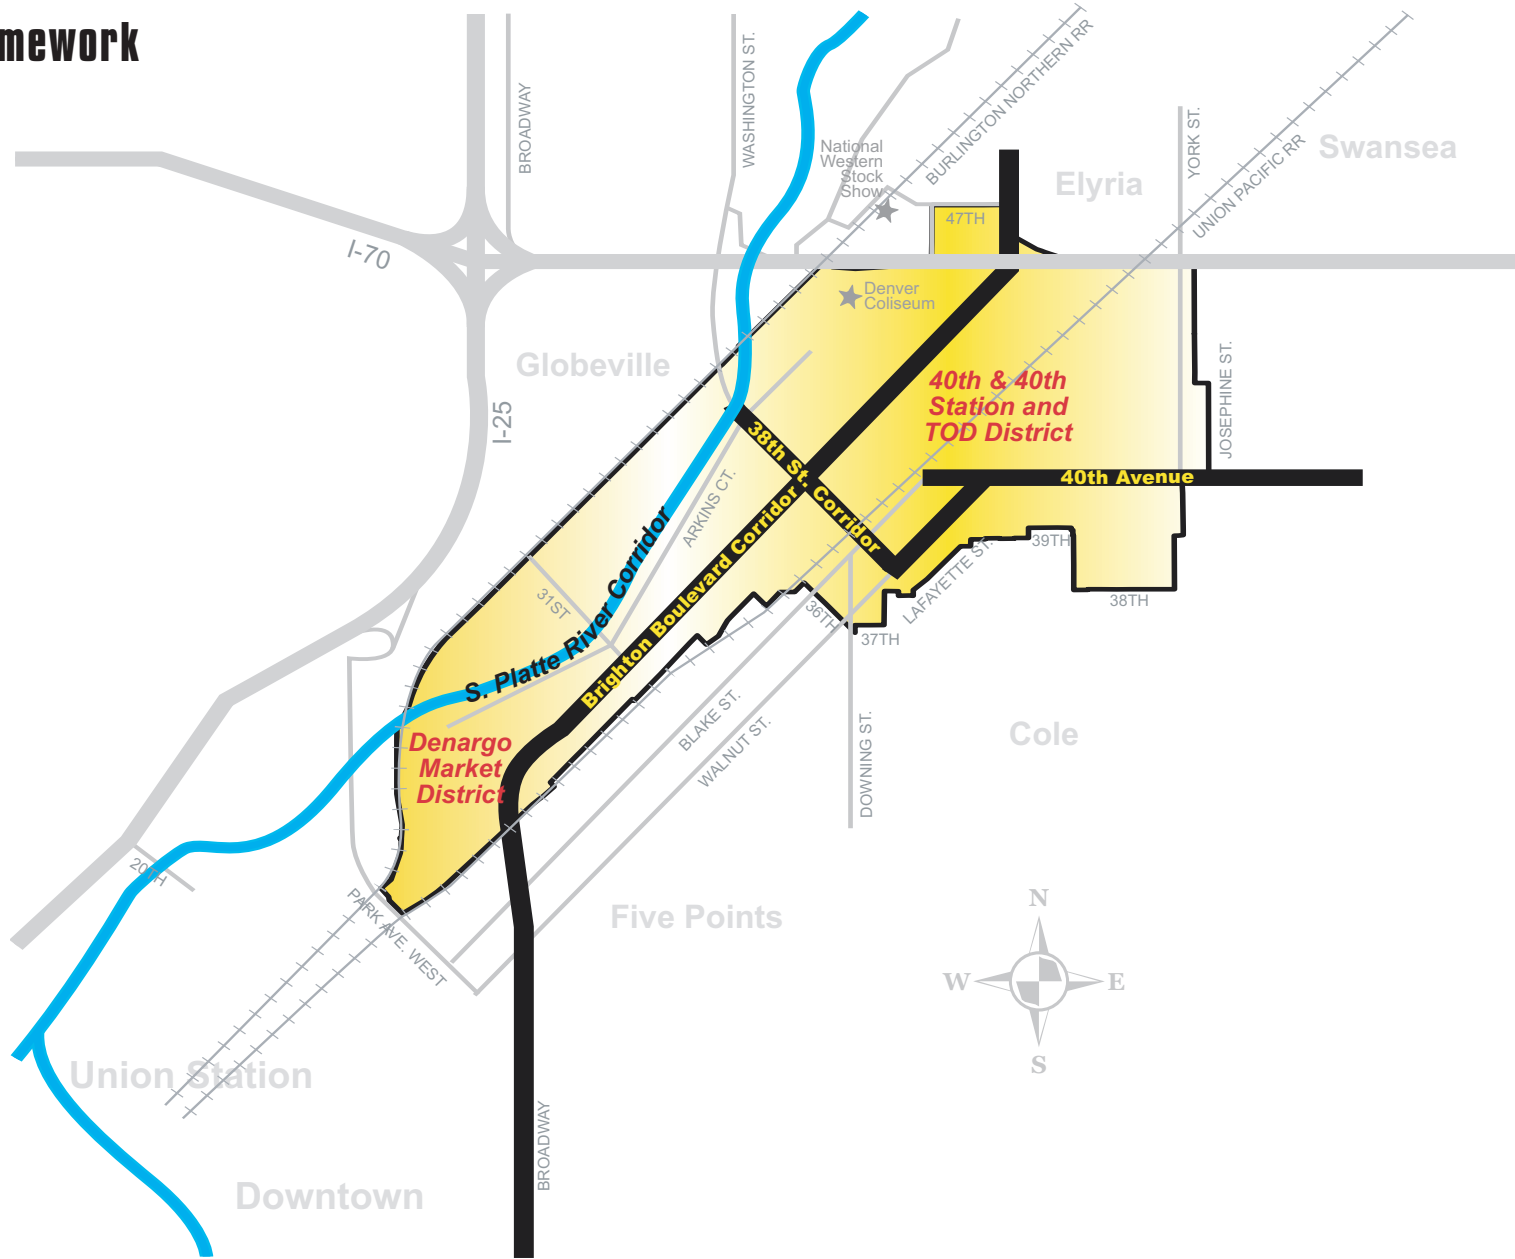 mework
BROADWAY
WASHINGTON ST.
BURLINGTON NORTHERN RR
National
Western
Stock
Show
YORK ST.
UNION PACIFIC RR
Swansea
Elyria
47TH
I-70
Denver
Coliseum
Globeville
JOSEPHINE ST.
40th & 40th
Station and
TOD District
I-25
38th St. Corridor
40th Avenue
ARKINS CT.
S. Platte River Corridor
Brighton Boulevard Corridor
31ST
39TH
LAFAYETTE ST.
38TH
36TH
37TH
BLAKE ST.
WALNUT ST.
DOWNING ST.
Cole
Denargo
Market
District
20TH
PARK AVE. WEST
Five Points
N
W
E
S
Union Station
BROADWAY
Downtown